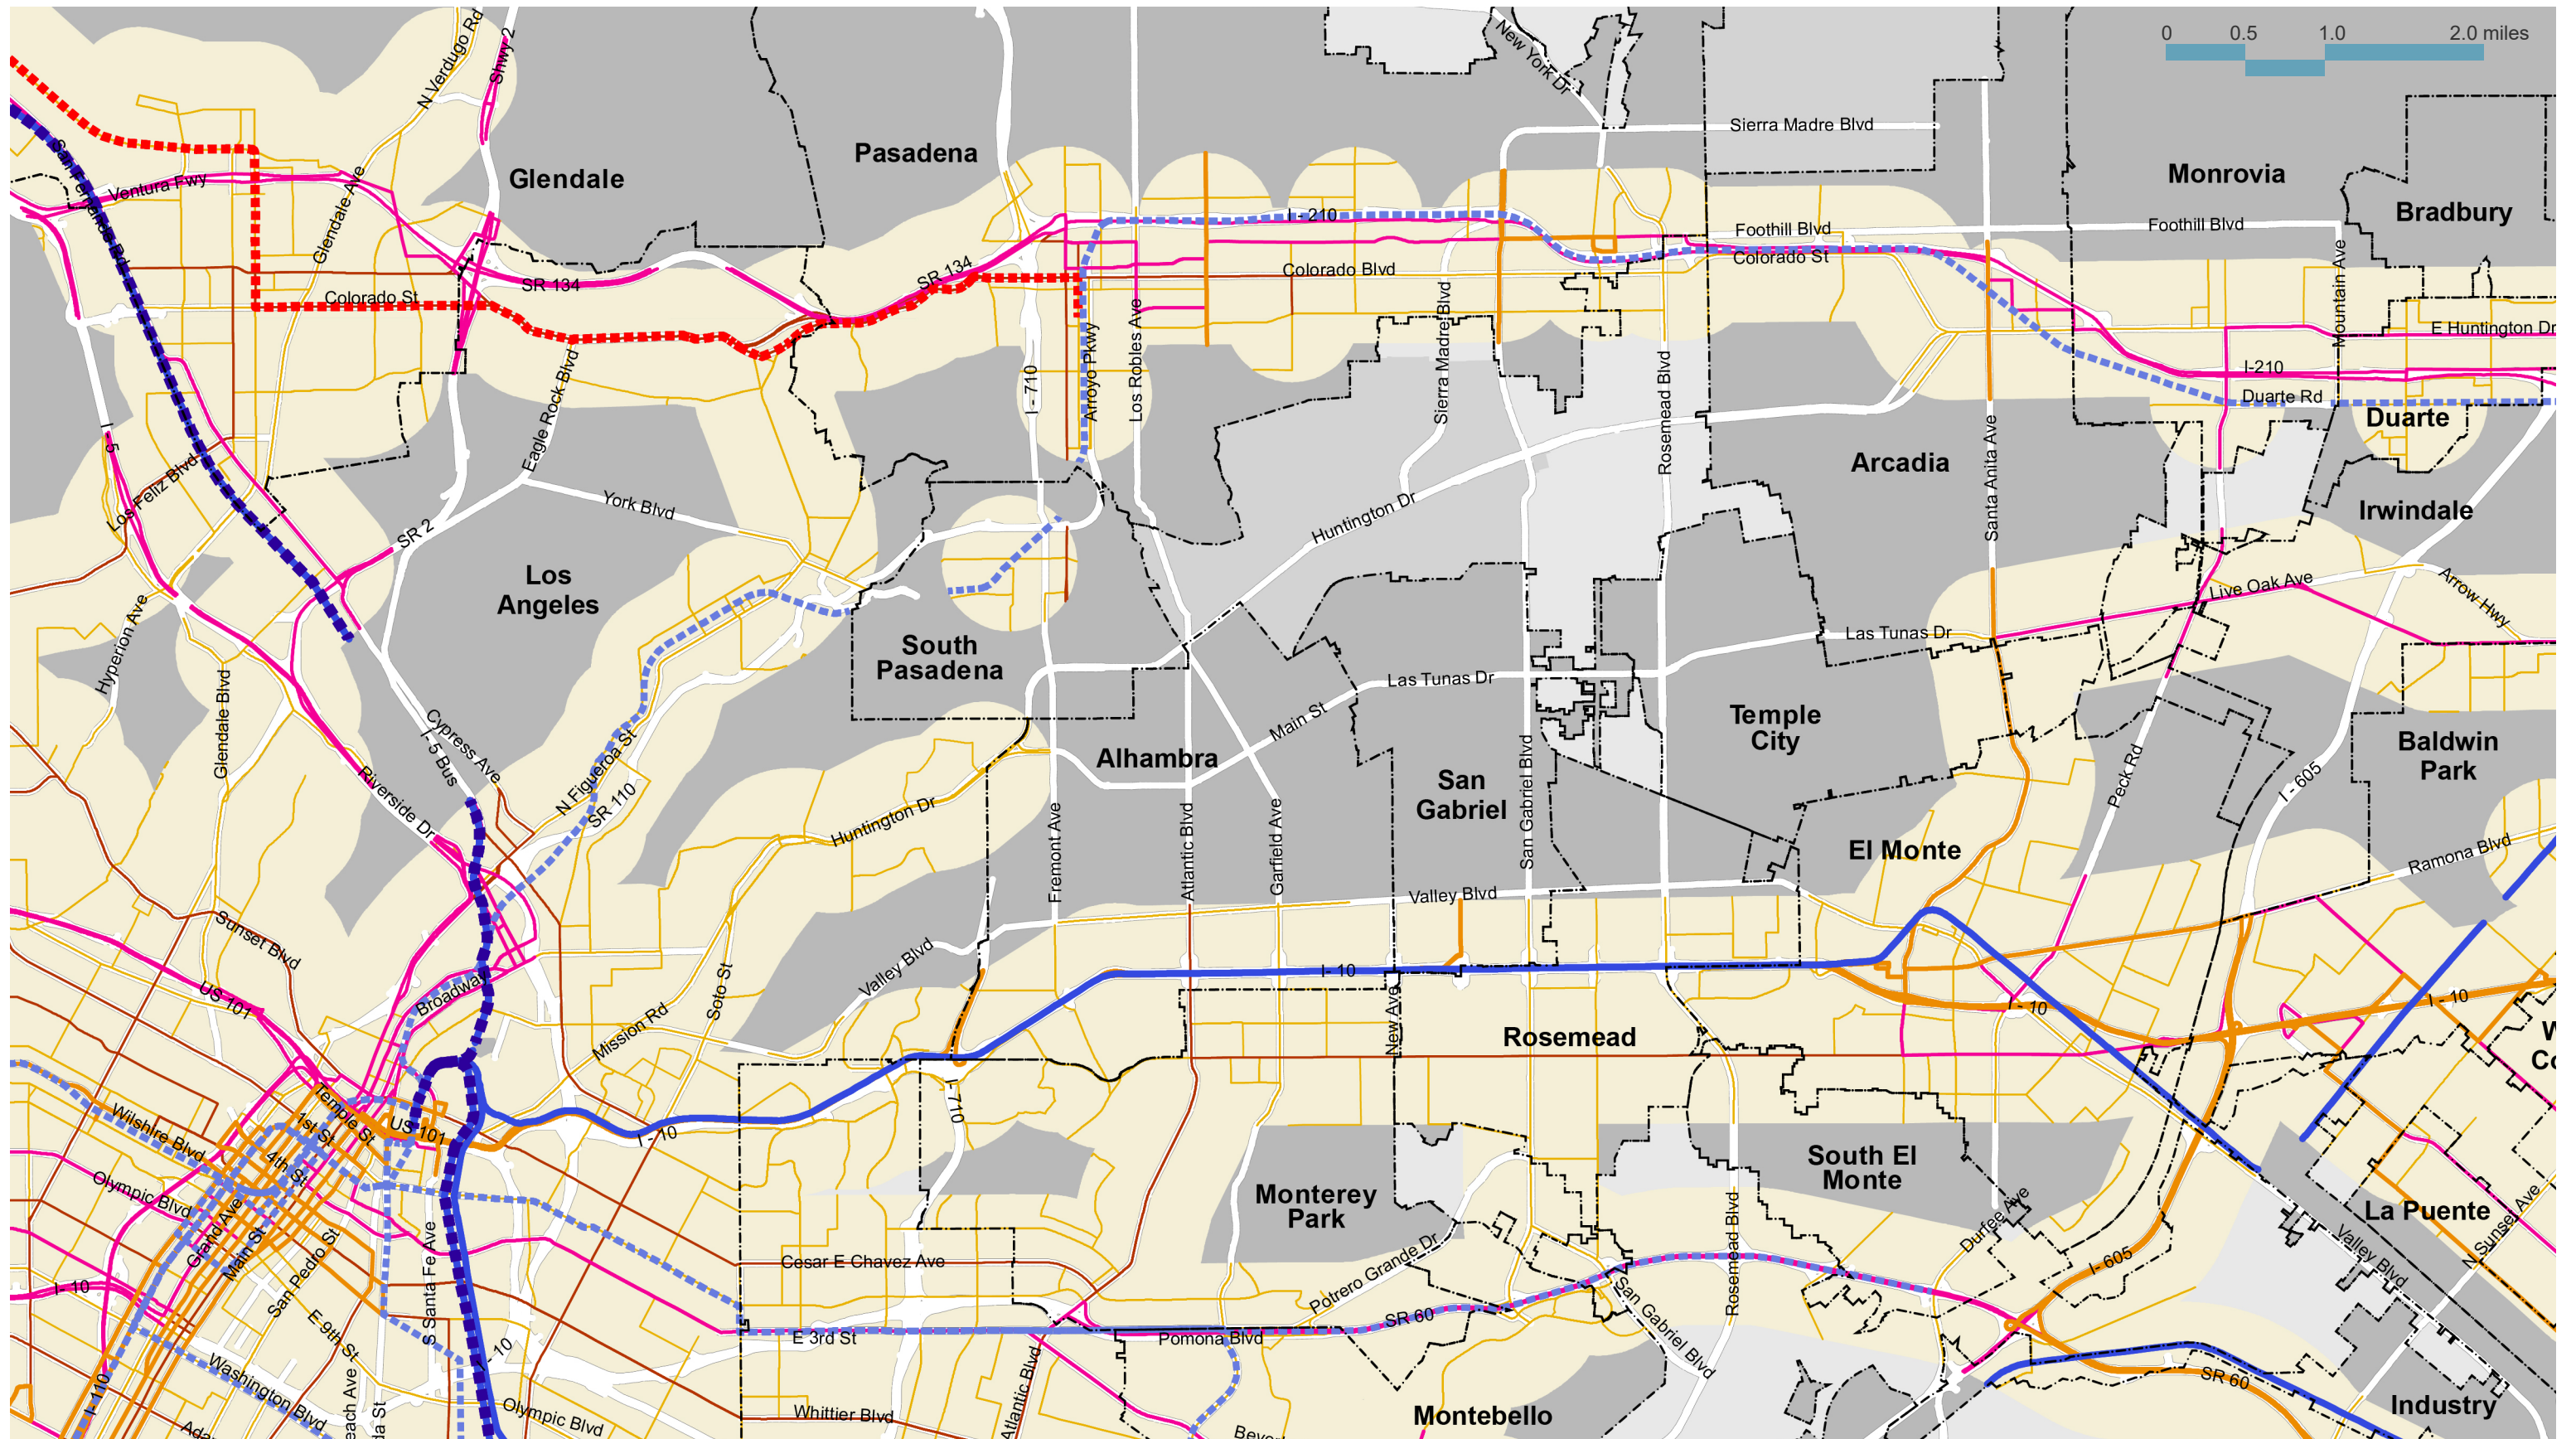 0 0.5 1.0 2.0 miles
N Verdugo Rd
Shwy 2
New York Dr
Sierra Madre Blvd
Pasadena
Glendale
Monrovia
Bradbury
San Fernando Rd
Ventura Fwy
Glendale Ave
I - 210
Foothill Blvd
Foothill Blvd
Colorado St
Colorado Blvd
SR 134
SR 134
Colorado St
Mountain Ave
E Huntington Dr
I-210
Duarte Rd
Duarte
Sierra Madre Blvd
Rosemead Blvd
Los Robles Ave
Arroyo Pkwy
I - 710
Eagle Rock Blvd
I - 5
Los Feliz Blvd
York Blvd
SR 2
Huntington Dr
Arcadia
Santa Anita Ave
Irwindale
Los
Angeles
Live Oak Ave
Arrow Hwy
Hyperion Ave
South
Pasadena
Las Tunas Dr
Las Tunas Dr
Glendale Blvd
Cypress Ave
I - 5 Bus
Main St
Alhambra
Temple
City
San
Gabriel
Baldwin
Park
Peck Rd
I - 605
N Figueroa St
SR 110
Riverside Dr
Huntington Dr
Fremont Ave
Atlantic Blvd
Garfield Ave
San Gabriel Blvd
El Monte
Ramona Blvd
Valley Blvd
Sunset Blvd
Valley Blvd
I - 10
US 101
Broadway
Soto St
Mission Rd
New Ave
Rosemead
I - 10
I - 10
W
Co
Temple St
1st St
US 101
Wilshire Blvd
4th St
I - 10
I - 710
Olympic Blvd
Grand Ave
Main St
San Pedro St
S Santa Fe Ave
Monterey
Park
South El
Monte
Rosemead Blvd
Durfee Ave
La Puente
N Sunset Ave
Valley Blvd
I - 605
Cesar E Chavez Ave
Potrero Grande Dr
I - 10
E 9th St
E 3rd St
Pomona Blvd
SR 60
San Gabriel Blvd
Washington Blvd
I - 10
Atlantic Blvd
SR 60
I - 110
Olympic Blvd
Whittier Blvd
Montebello
Industry
each Ave
da St
Ada
Bever